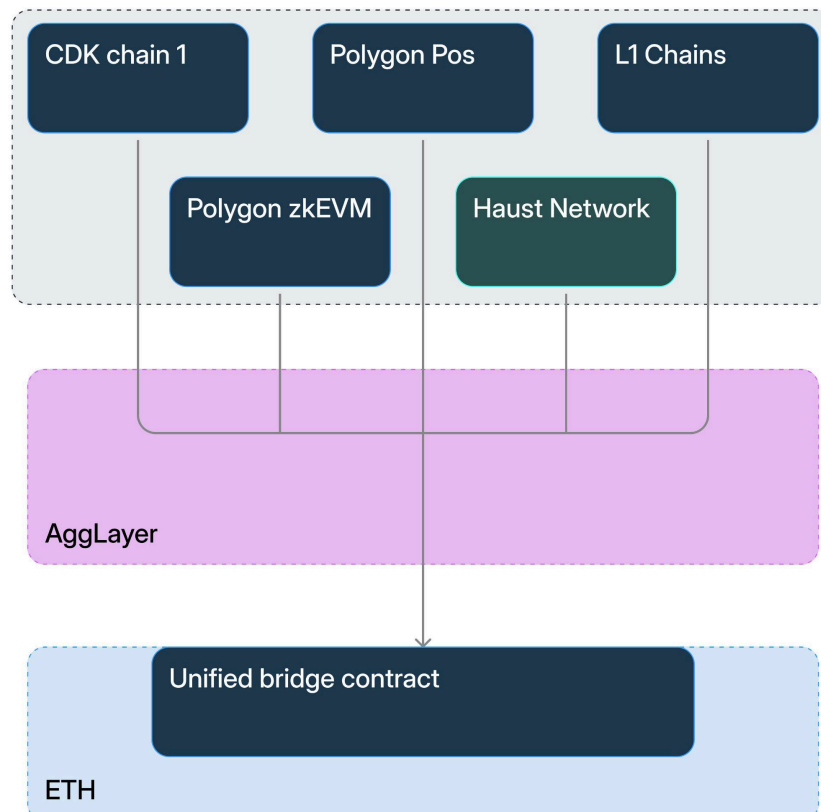 CDK chain 1
Polygon Pos
L1 Chains
Polygon zkEVM
Haust Network
AggLayer
Unified bridge contract
ETH